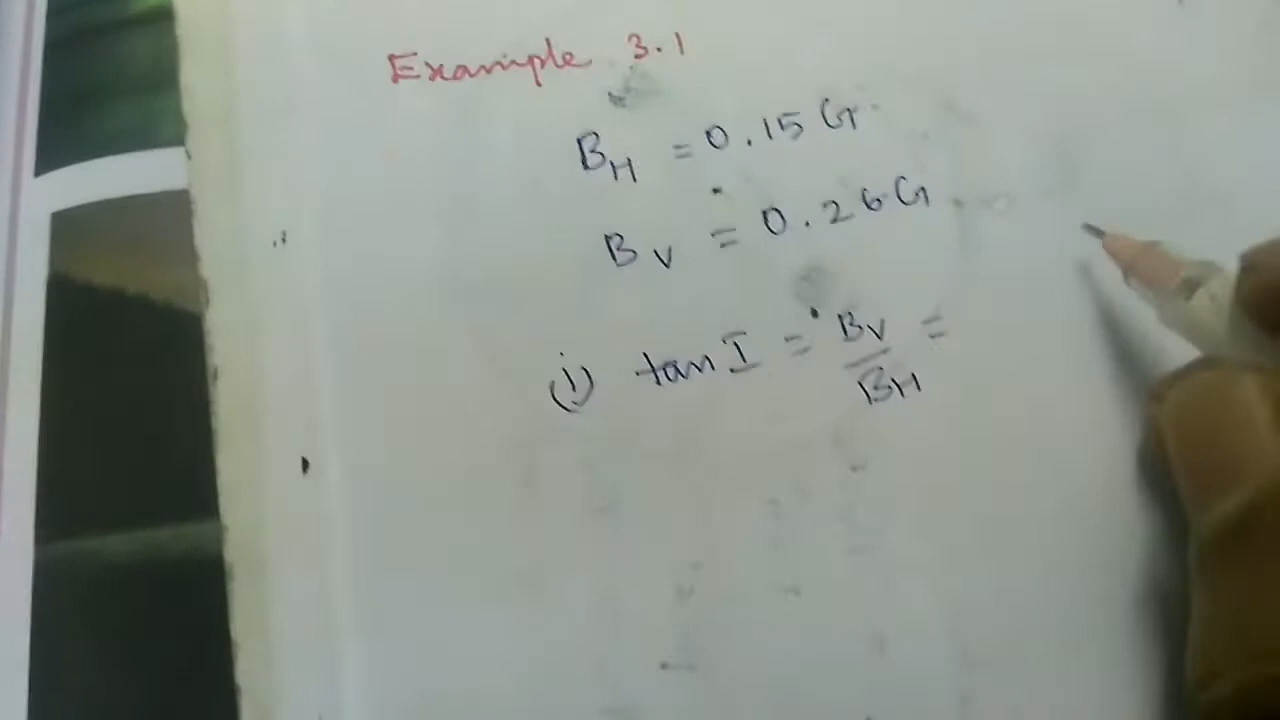 Example 3.1
B_H = 0.15 G
B_V = 0.26 G
(i) tan I = B_V / B_H =